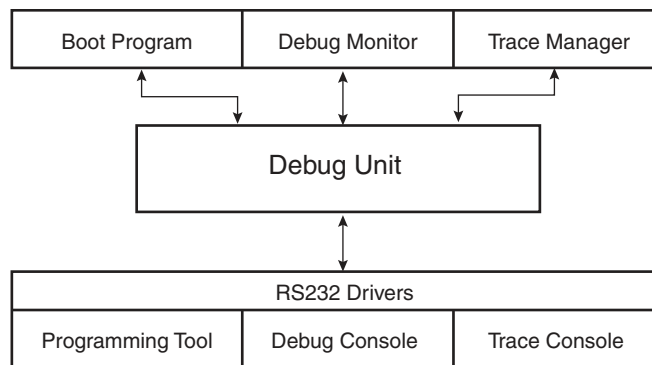 Boot Program
Debug Monitor
Trace Manager
Debug Unit
RS232 Drivers
Programming Tool
Debug Console
Trace Console